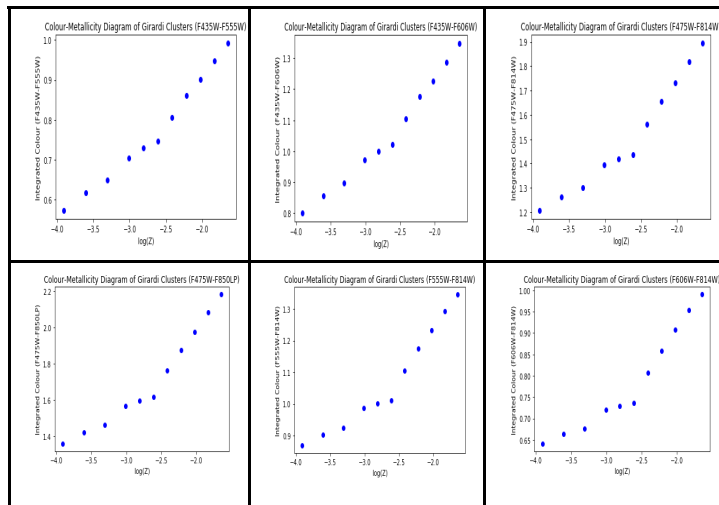 Colour-Metallicity Diagram of Girardi Clusters (F435W-F555W)
Integrated Colour (F435W-F555W)
1.0
0.9
0.8
0.7
0.6
−4.0 −3.5 −3.0 −2.5 −2.0
log(Z)
Colour-Metallicity Diagram of Girardi Clusters (F435W-F606W)
Integrated Colour (F435W-F606W)
1.3
1.2
1.1
1.0
0.9
0.8
−4.0 −3.5 −3.0 −2.5 −2.0
log(Z)
Colour-Metallicity Diagram of Girardi Clusters (F475W-F814W
Integrated Colour (F475W-F814W)
1.9
1.8
1.7
1.6
1.5
1.4
1.3
1.2
−4.0 −3.5 −3.0 −2.5 −2.0
log(Z)
Colour-Metallicity Diagram of Girardi Clusters (F475W-F850LP)
Integrated Colour (F475W-F850LP)
2.2
2.0
1.8
1.6
1.4
−4.0 −3.5 −3.0 −2.5 −2.0
log(Z)
Colour-Metallicity Diagram of Girardi Clusters (F555W-F814W)
Integrated Colour (F555W-F814W)
1.3
1.2
1.1
1.0
0.9
−4.0 −3.5 −3.0 −2.5 −2.0
log(Z)
Colour-Metallicity Diagram of Girardi Clusters (F606W-F814W)
Integrated Colour (F606W-F814W)
1.00
0.95
0.90
0.85
0.80
0.75
0.70
0.65
−4.0 −3.5 −3.0 −2.5 −2.0
log(Z)